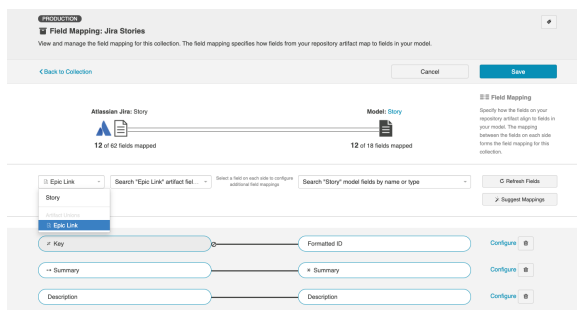 PRODUCTION
Field Mapping: Jira Stories
View and manage the field mapping for this collection. The field mapping specifies how fields from your repository artifact map to fields in your model.
Back to Collection
Cancel
Save
Field Mapping
Specify how the fields on your
repository artifact align to fields in
your model. The mapping
between the fields on each side
forms the field mapping for this
collection.
Atlassian Jira: Story
Model: Story
12 of 62 fields mapped
12 of 18 fields mapped
Epic Link
Search "Epic Link" artifact fiel...
Select a field on each side to configure
additional field mappings
Search "Story" model fields by name or type
Refresh Fields
Suggest Mappings
Story
Epic Link
Key
Formatted ID
Configure
Summary
Summary
Configure
Description
Description
Configure